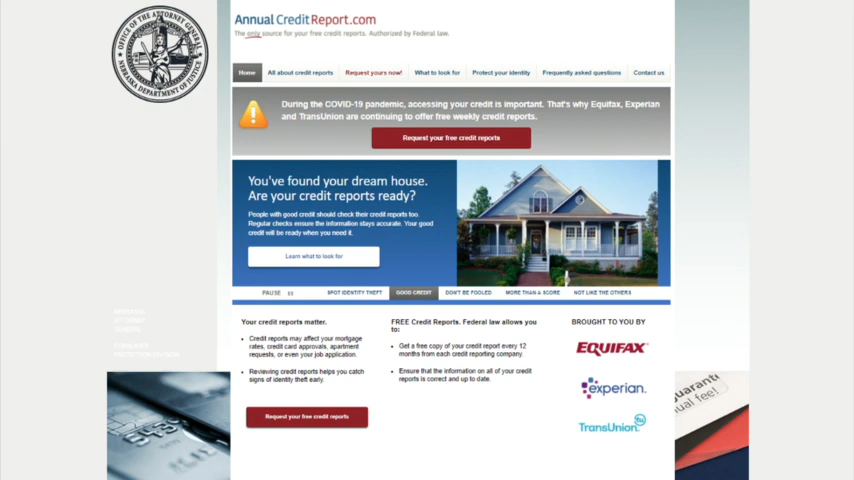 OFFICE OF THE ATTORNEY GENERAL
NEBRASKA DEPARTMENT OF JUSTICE
AnnualCreditReport.com
The only source for your free credit reports. Authorized by Federal law.
Home All about credit reports Request yours now! What to look for Protect your identity Frequently asked questions Contact us
During the COVID-19 pandemic, accessing your credit is important. That's why Equifax, Experian
and TransUnion are continuing to offer free weekly credit reports.
Request your free credit reports
You've found your dream house.
Are your credit reports ready?
People with good credit should check their credit reports too.
Regular checks ensure the information stays accurate. Your good
credit will be ready when you need it.
Learn what to look for
PAUSE SPOT IDENTITY THEFT GOOD CREDIT DON'T BE FOOLED MORE THAN A SCORE NOT LIKE THE OTHERS
NEBRASKA
ATTORNEY
GENERAL
CONSUMER
PROTECTION DIVISION
Your credit reports matter.
• Credit reports may affect your mortgage
rates, credit card approvals, apartment
requests, or even your job application.
• Reviewing credit reports helps you catch
signs of identity theft early.
Request your free credit reports
FREE Credit Reports. Federal law allows you
to:
• Get a free copy of your credit report every 12
months from each credit reporting company.
• Ensure that the information on all of your credit
reports is correct and up to date.
BROUGHT TO YOU BY
EQUIFAX
experian.
TransUnion
tu
543
uarant
nual fee!